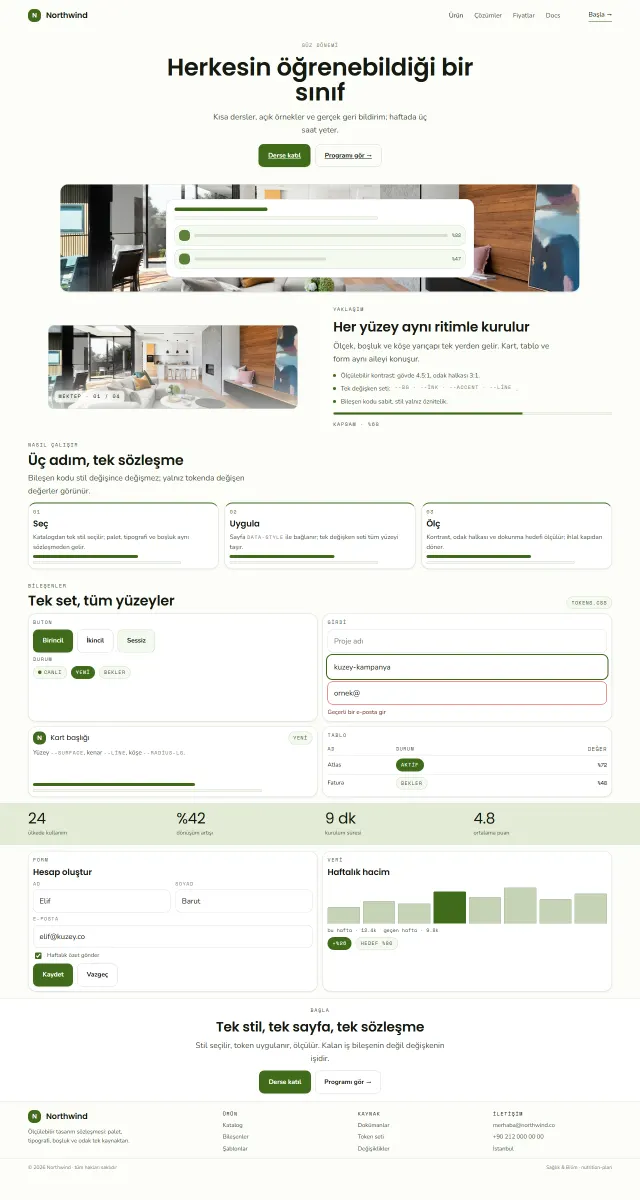 N Northwind
Ürün Çözümler Fiyatlar Docs Başla →
GÜZ DÖNEMİ
Herkesin öğrenebildiği bir
sınıf
Kısa dersler, açık örnekler ve gerçek geri bildirim; haftada üç
saat yeter.
Derse katıl Programı gör →
%88
%47
MEKTEP · 01 / 04
YAKLAŞIM
Her yüzey aynı ritimle kurulur
Ölçek, boşluk ve köşe yarıçapı tek yerden gelir. Kart, tablo ve
form aynı aileyi konuşur.
Ölçülebilir kontrast: gövde 4.5:1, odak halkası 3:1.
Tek değişken seti: --BG · --INK · --ACCENT · --LINE .
Bileşen kodu sabit, stil yalnız öznitelik.
KAPSAM · %68
NASIL ÇALIŞIR
Üç adım, tek sözleşme
Bileşen kodu stil değişince değişmez; yalnız tokenda değişen
değerler görünür.
01
Seç
Katalogdan tek stil seçilir; palet, tipografi ve boşluk aynı
sözleşmeden gelir.
02
Uygula
Sayfa DATA-STYLE ile bağlanır; tek değişken seti tüm yüzeyi
taşır.
03
Ölç
Kontrast, odak halkası ve dokunma hedefi ölçülür; ihlal kapıdan
döner.
BİLEŞENLER
Tek set, tüm yüzeyler
TOKENS.CSS
BUTON
Birincil İkincil Sessiz
DURUM
CANLI YENİ BEKLER
GİRDİ
Proje adı
kuzey-kampanya
ornek@
Geçerli bir e-posta gir
N Kart başlığı YENİ
Yüzey --SURFACE, kenar --LINE, köşe --RADIUS-LG.
TABLO
AD DURUM DEĞER
Atlas AKTİF %72
Fatura BEKLER %48
24
ülkede kullanım
%42
dönüşüm artışı
9 dk
kurulum süresi
4.8
ortalama puan
FORM
Hesap oluştur
AD SOYAD
Elif Barut
E-POSTA
elif@kuzey.co
Haftalık özet gönder
Kaydet Vazgeç
VERİ
Haftalık hacim
bu hafta · 12.4k geçen hafta · 9.8k
HEDEF %80
BAŞLA
Tek stil, tek sayfa, tek sözleşme
Stil seçilir, token uygulanır, ölçülür. Kalan iş bileşenin değil değişkenin
işidir.
Derse katıl Programı gör →
N Northwind
Ölçülebilir tasarım sözleşmesi: palet,
tipografi, boşluk ve odak tek kaynaktan.
ÜRÜN
Katalog
Bileşenler
Şablonlar
KAYNAK
Dokümanlar
Token seti
Değişiklikler
İLETİŞİM
merhaba@northwind.co
+90 212 000 00 00
İstanbul
© 2026 Northwind · tüm hakları saklıdır
Sağlık & Bilim · nutrition-plan